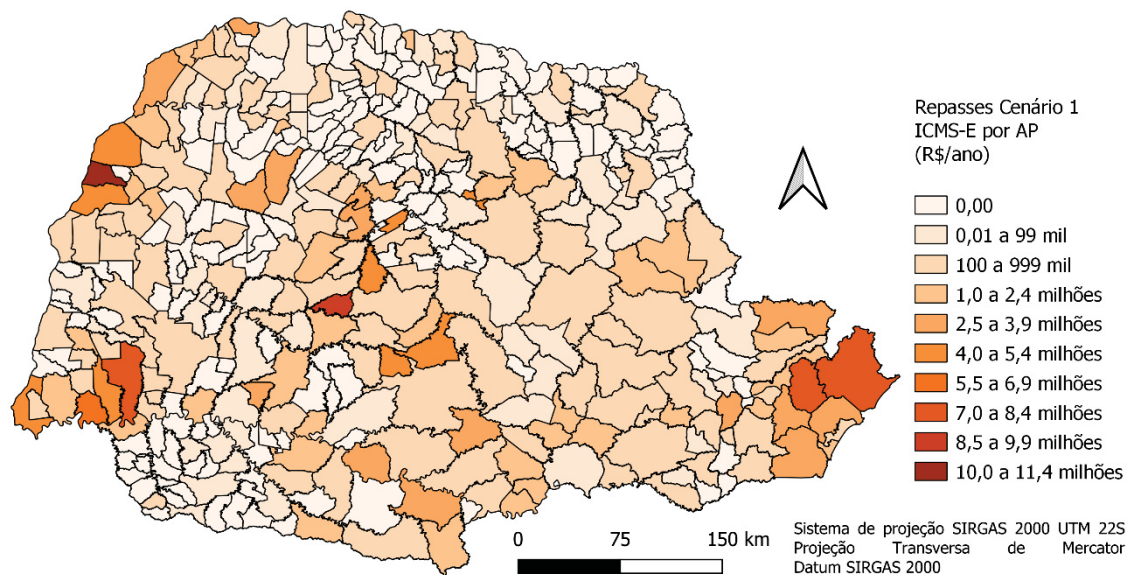 Repasses Cenário 1
ICMS-E por AP
(R$/ano)
0,00
0,01 a 99 mil
100 a 999 mil
1,0 a 2,4 milhões
2,5 a 3,9 milhões
4,0 a 5,4 milhões
5,5 a 6,9 milhões
7,0 a 8,4 milhões
8,5 a 9,9 milhões
10,0 a 11,4 milhões
0 75 150 km
Sistema de projeção SIRGAS 2000 UTM 22S
Projeção Transversa de Mercator
Datum SIRGAS 2000